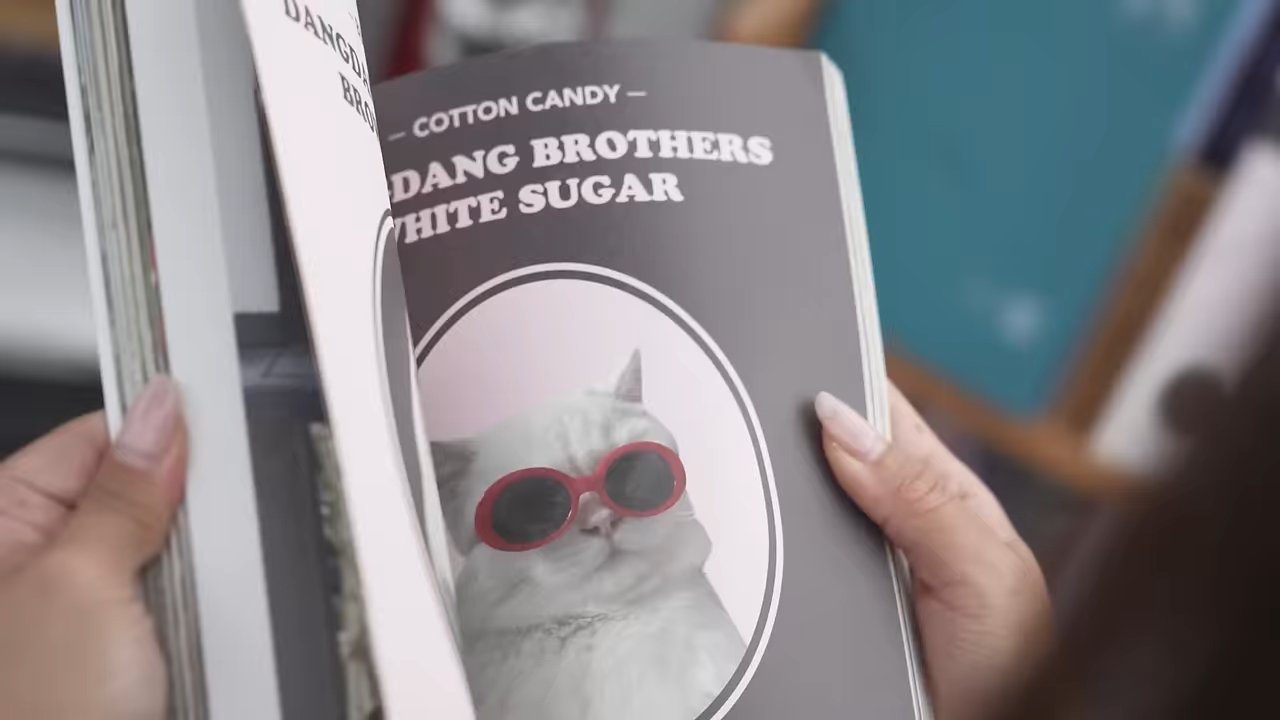 — COTTON CANDY —
DANG BROTHERS
WHITE SUGAR